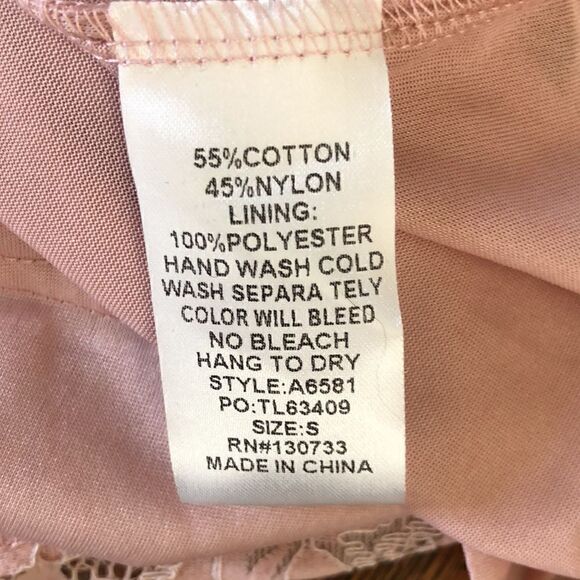 55%COTTON
45%NYLON
LINING:
100%POLYESTER
HAND WASH COLD
WASH SEPARA TELY
COLOR WILL BLEED
NO BLEACH
HANG TO DRY
STYLE:A6581
PO:TL63409
SIZE:S
RN#130733
MADE IN CHINA